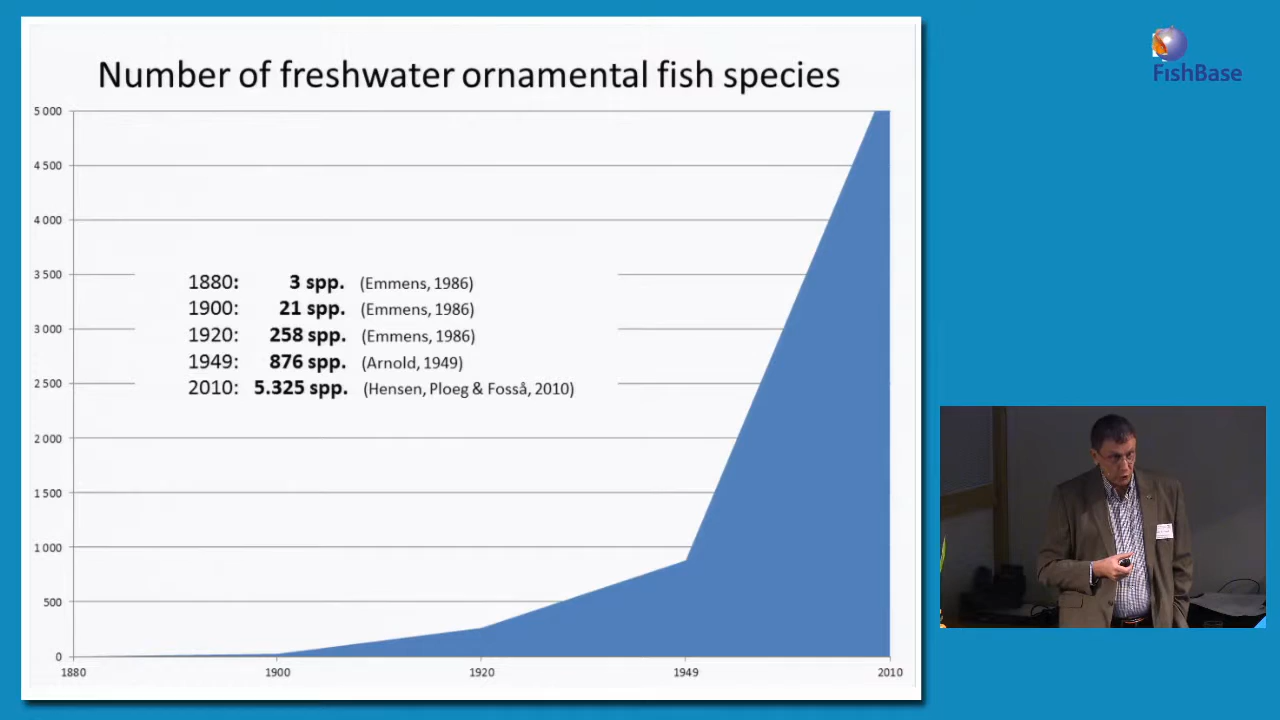 Number of freshwater ornamental fish species
FishBase
5 000
4 500
4 000
3 500
3 000
2 500
2 000
1 500
1 000
500
0
1880: 3 spp. (Emmens, 1986)
1900: 21 spp. (Emmens, 1986)
1920: 258 spp. (Emmens, 1986)
1949: 876 spp. (Arnold, 1949)
2010: 5.325 spp. (Hensen, Ploeg & Fosså, 2010)
1880 1900 1920 1949 2010